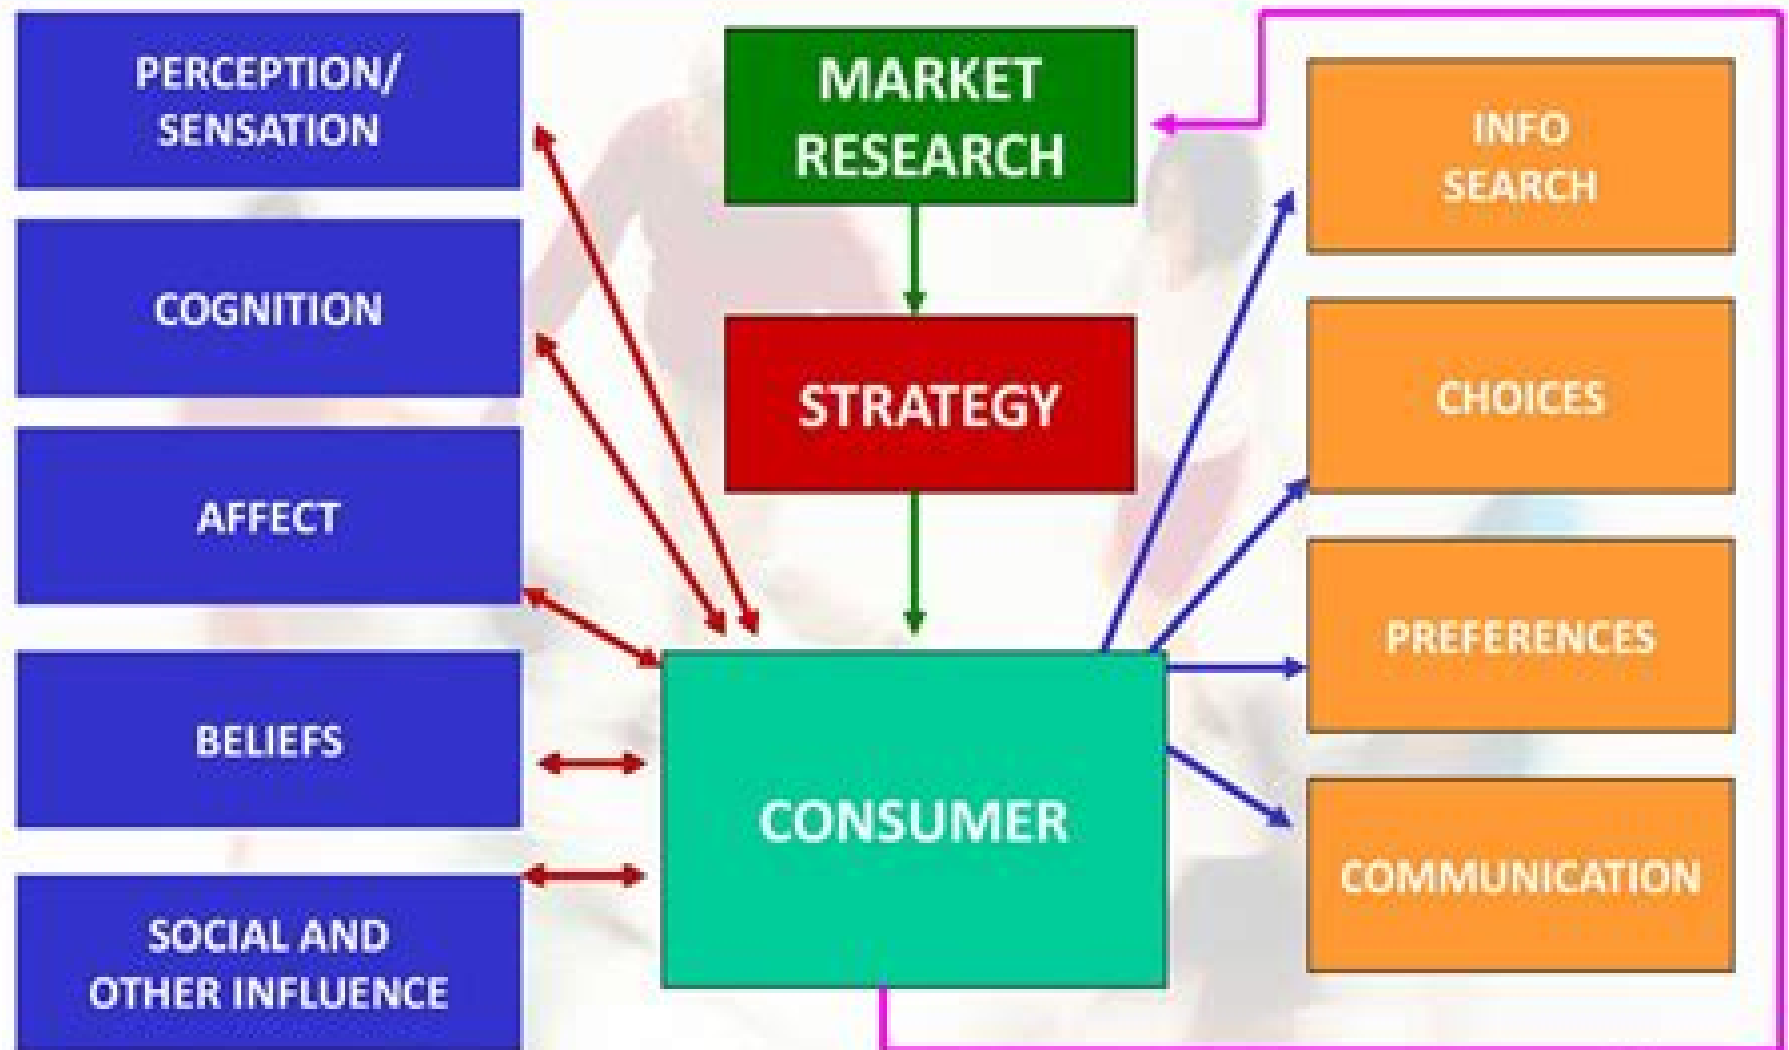 PERCEPTION/
SENSATION
COGNITION
AFFECT
BELIEFS
SOCIAL AND
OTHER INFLUENCE
MARKET
RESEARCH
STRATEGY
CONSUMER
INFO
SEARCH
CHOICES
PREFERENCES
COMMUNICATION